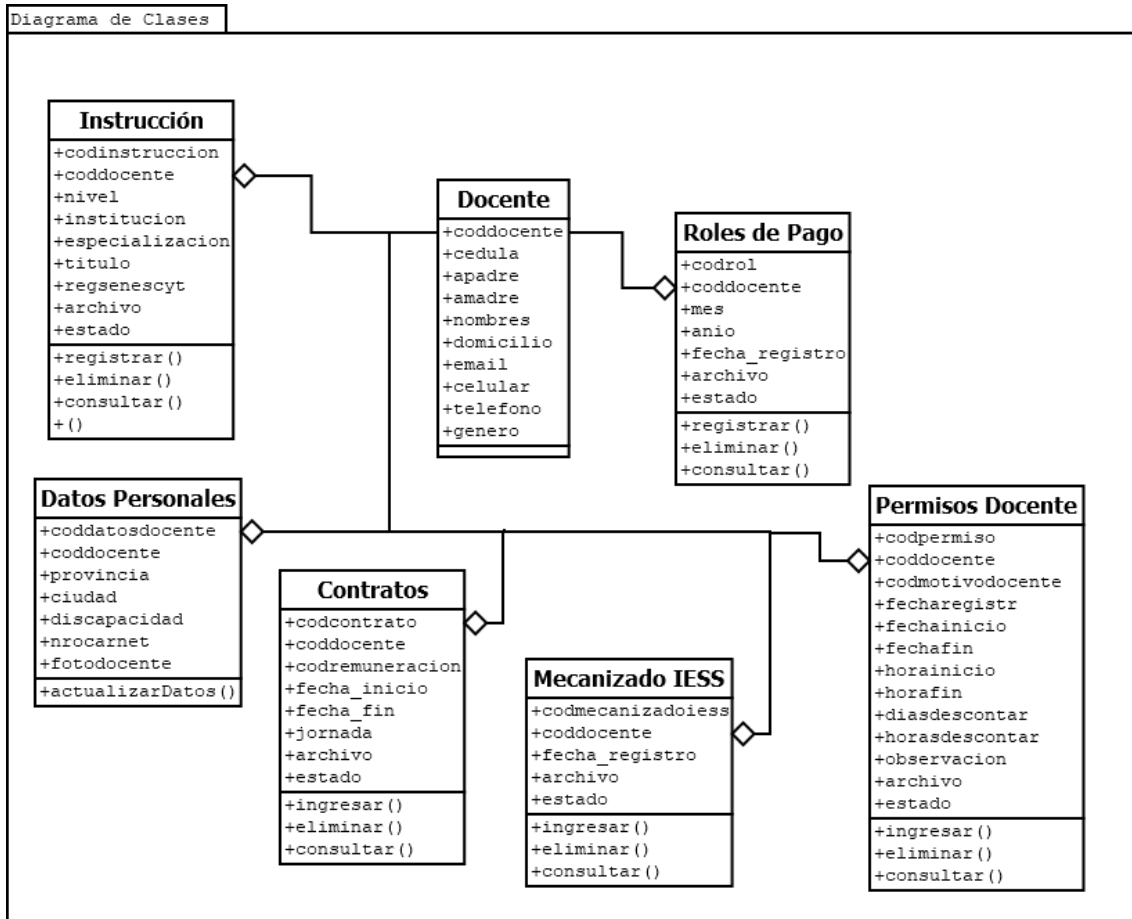 Diagrama de Clases
Instrucción
+codinstruccion
+coddocente
+nivel
+institucion
+especializacion
+titulo
+regsenescyt
+archivo
+estado
+registrar()
+eliminar()
+consultar()
+()
Docente
+coddocente
+cedula
+apadre
+amadre
+nombres
+domicilio
+email
+celular
+telefono
+genero
Roles de Pago
+codrol
+coddocente
+mes
+anio
+fecha_registro
+archivo
+estado
+registrar()
+eliminar()
+consultar()
Datos Personales
+coddatosdocente
+coddocente
+provincia
+ciudad
+discapacidad
+nrocarnet
+fotodocente
+actualizarDatos()
Contratos
+codcontrato
+coddocente
+codremuneracion
+fecha_inicio
+fecha_fin
+jornada
+archivo
+estado
+ingresar()
+eliminar()
+consultar()
Mecanizado IESS
+codmecanizadoiess
+coddocente
+fecha_registro
+archivo
+estado
+ingresar()
+eliminar()
+consultar()
Permisos Docente
+codpermiso
+coddocente
+codmotivodocente
+fecharegistr
+fechainicio
+fechafin
+horainicio
+horafin
+diasdescontar
+horasdescontar
+observacion
+archivo
+estado
+ingresar()
+eliminar()
+consultar()